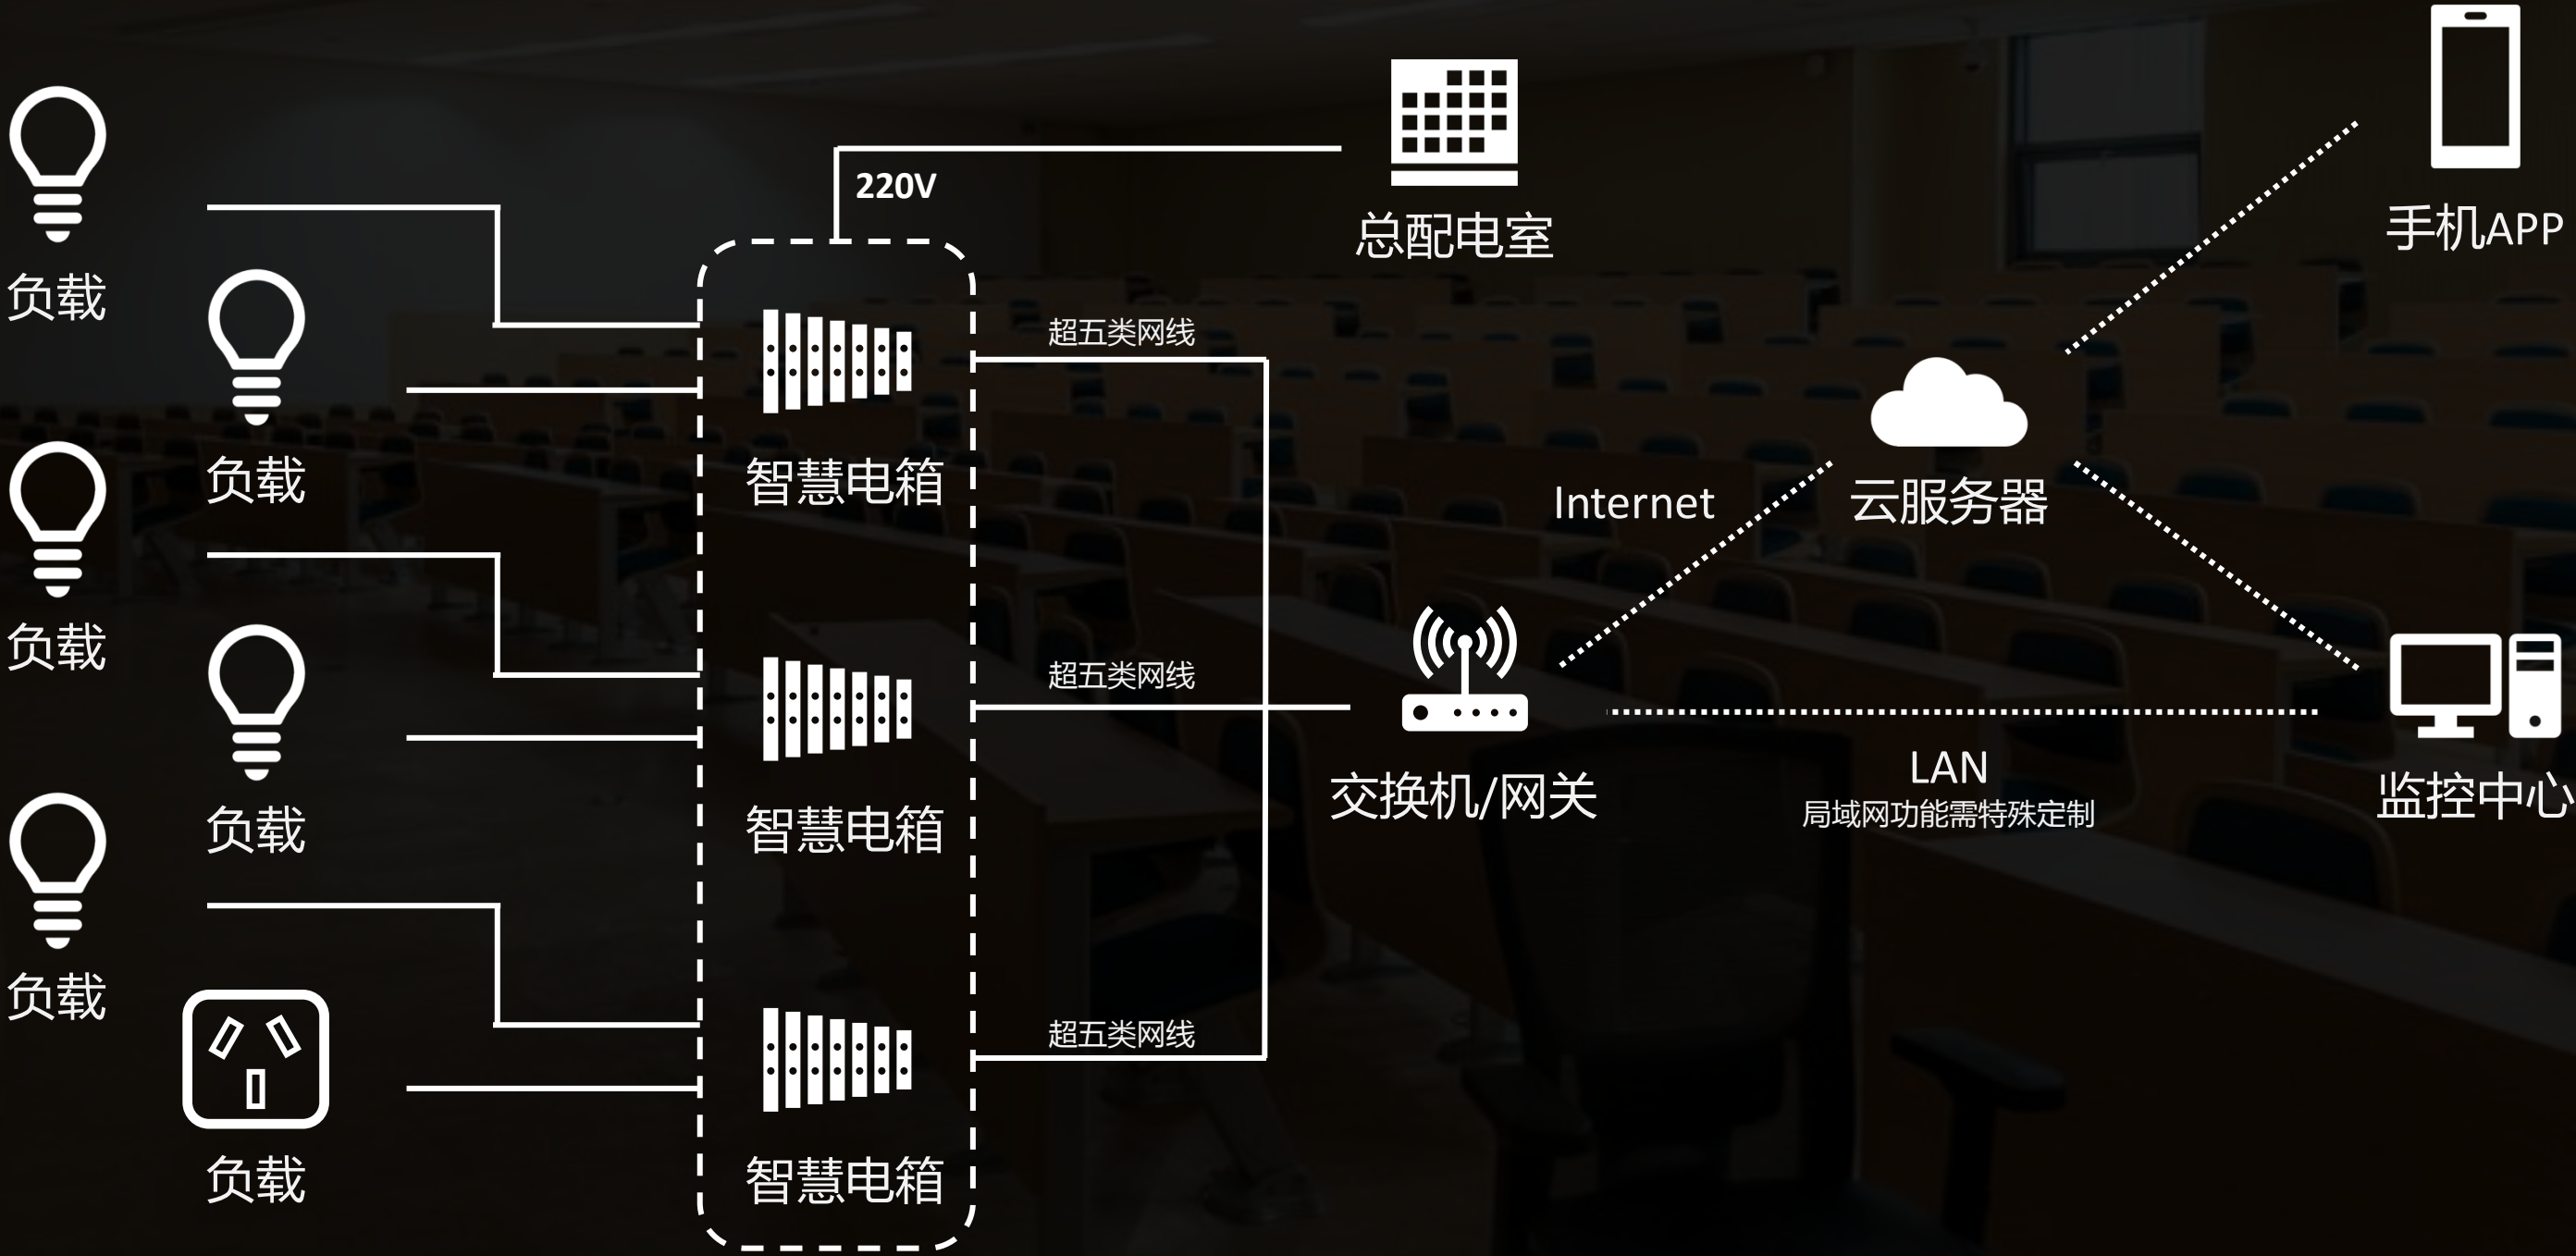 220V
总配电室
手机APP
负载
超五类网线
负载
智慧电箱
Internet
云服务器
负载
超五类网线
负载
智慧电箱
交换机/网关
LAN
局域网功能需特殊定制
监控中心
负载
超五类网线
负载
智慧电箱